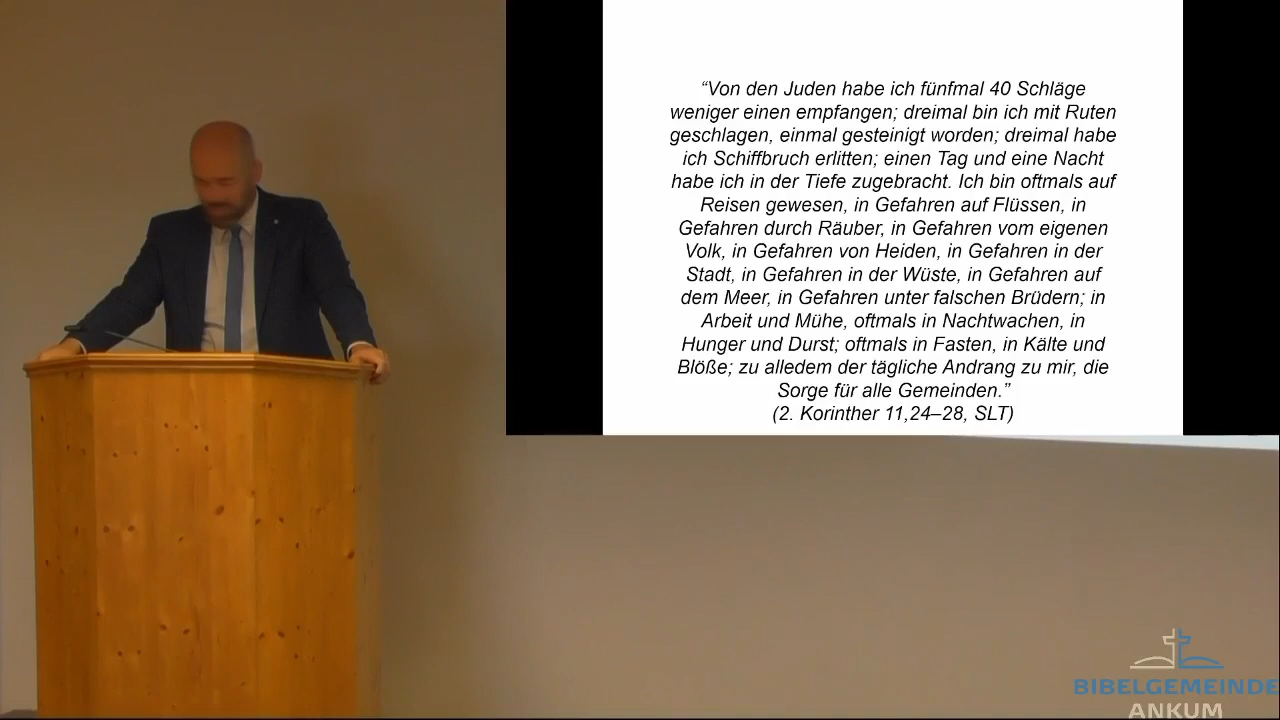 “Von den Juden habe ich fünfmal 40 Schläge
weniger einen empfangen; dreimal bin ich mit Ruten
geschlagen, einmal gesteinigt worden; dreimal habe
ich Schiffbruch erlitten; einen Tag und eine Nacht
habe ich in der Tiefe zugebracht. Ich bin oftmals auf
Reisen gewesen, in Gefahren auf Flüssen, in
Gefahren durch Räuber, in Gefahren vom eigenen
Volk, in Gefahren von Heiden, in Gefahren in der
Stadt, in Gefahren in der Wüste, in Gefahren auf
dem Meer, in Gefahren unter falschen Brüdern; in
Arbeit und Mühe, oftmals in Nachtwachen, in
Hunger und Durst; oftmals in Fasten, in Kälte und
Blöße; zu alledem der tägliche Andrang zu mir, die
Sorge für alle Gemeinden.”
(2. Korinther 11,24–28, SLT)
BIBELGEMEINDE
ANKUM